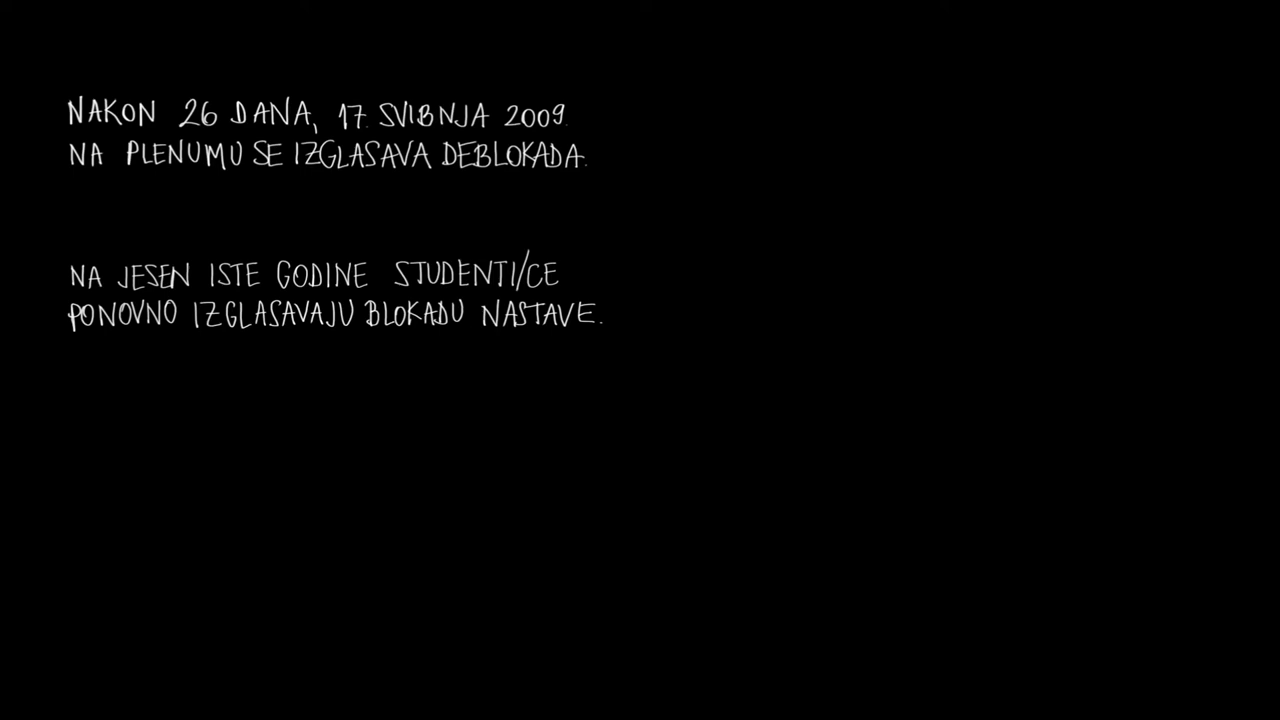 NAKON 26 DANA, 17. SVIBNJA 2009.
NA PLENUMU SE IZGLASAVA DEBLOKADA.
NA JESEN ISTE GODINE STUDENTI/CE
PONOVNO IZGLASAVAJU BLOKADU NASTAVE.